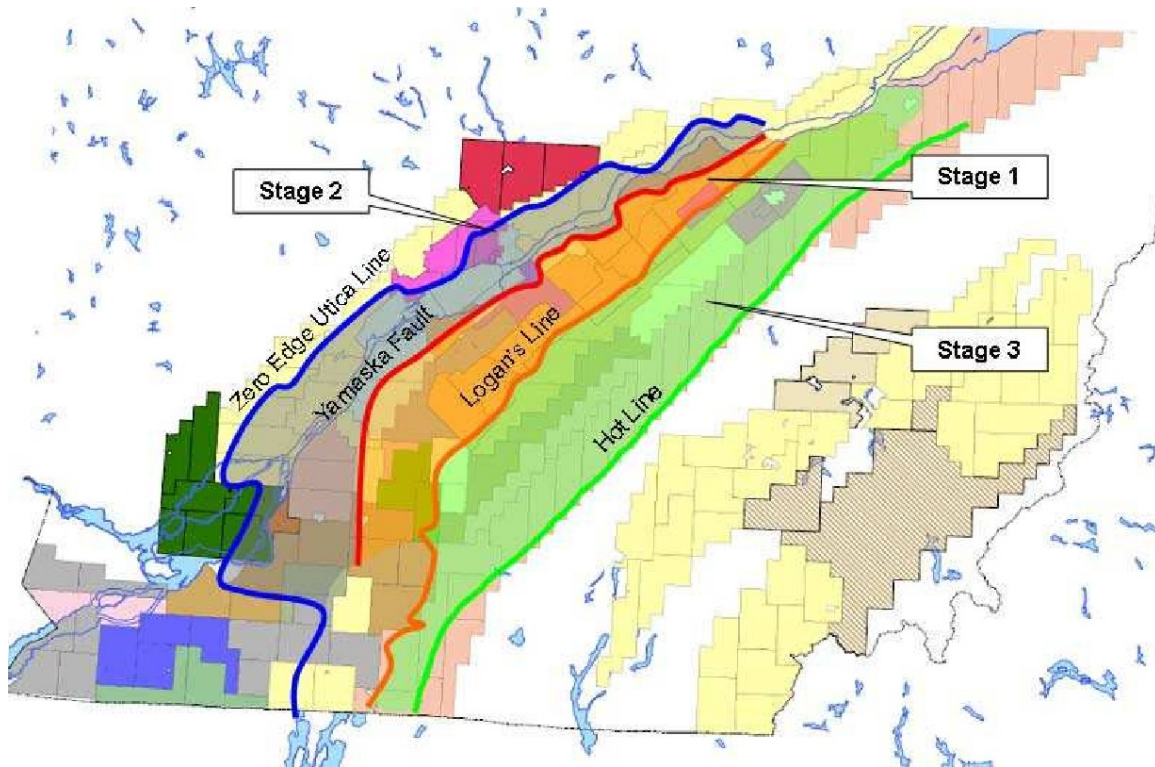 Stage 1
Stage 2
Zero Edge Utica Line
Yamaska Fault
Logan's Line
Stage 3
Hot Line